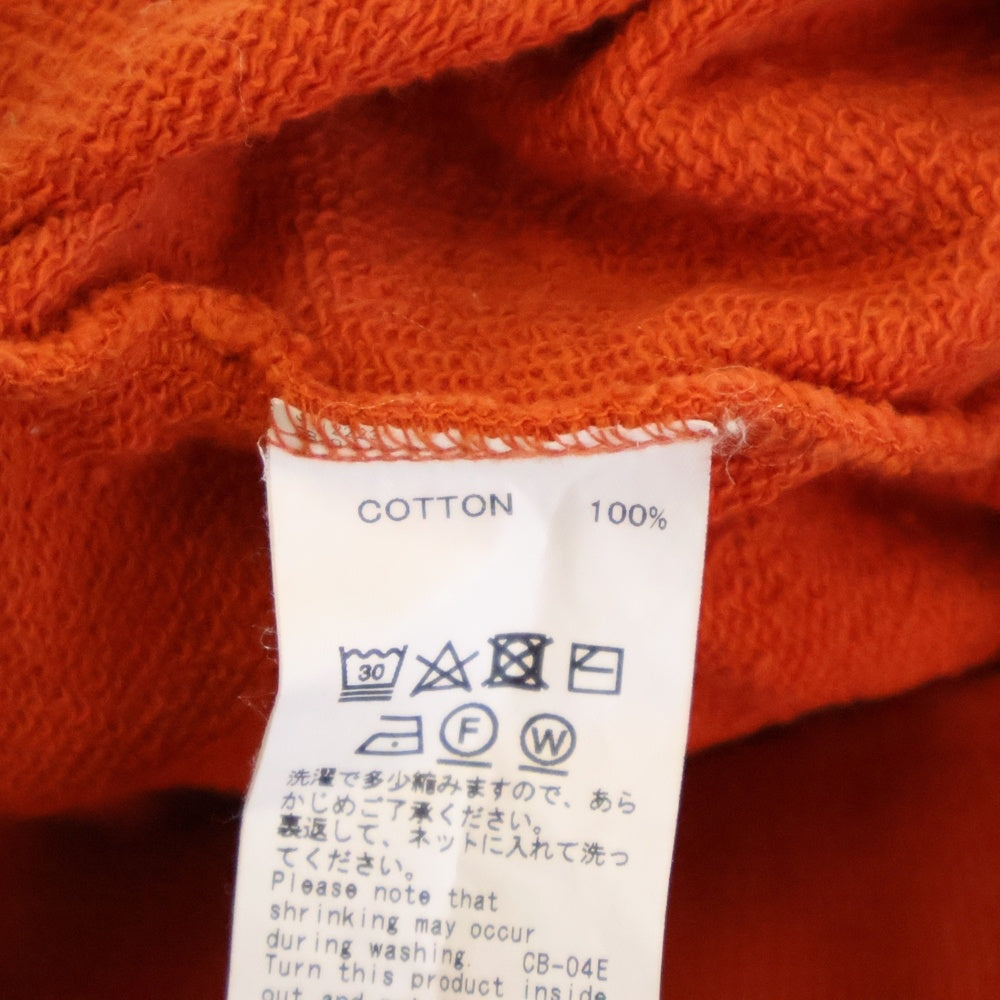 COTTON 100%
30
F W
洗濯で多少縮みますので、あら
かじめご了承ください。
裏返して、ネットに入れて洗っ
てください。
Please note that
shrinking may occur
during washing. CB-04E
Turn this product inside
out and